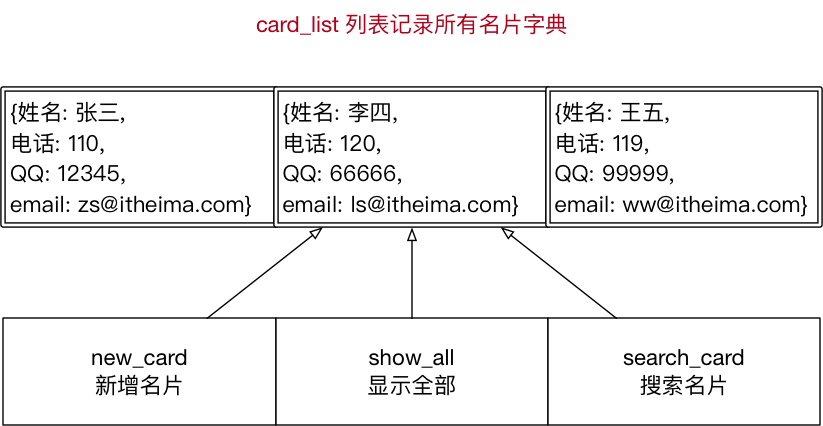 card_list 列表记录所有名片字典
{姓名: 张三,
电话: 110,
QQ: 12345,
email: zs@itheima.com}
{姓名: 李四,
电话: 120,
QQ: 66666,
email: ls@itheima.com}
{姓名: 王五,
电话: 119,
QQ: 99999,
email: ww@itheima.com}
new_card
新增名片
show_all
显示全部
search_card
搜索名片